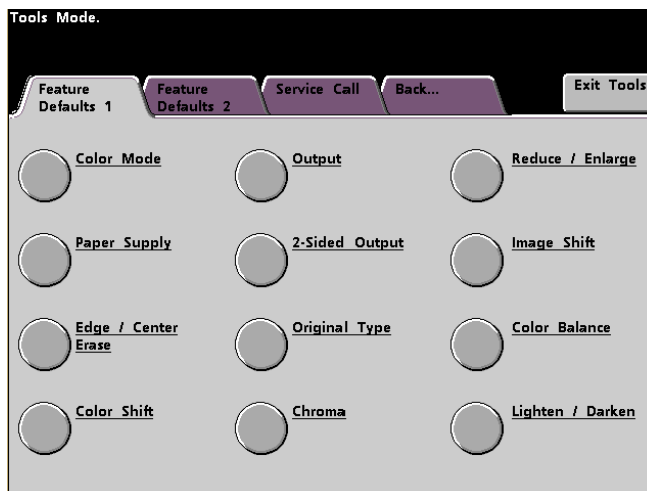 Tools Mode.
Feature
Defaults 1
Feature
Defaults 2
Service Call
Back...
Exit Tools
Color Mode
Output
Reduce / Enlarge
Paper Supply
2-Sided Output
Image Shift
Edge / Center
Erase
Original Type
Color Balance
Color Shift
Chroma
Lighten / Darken